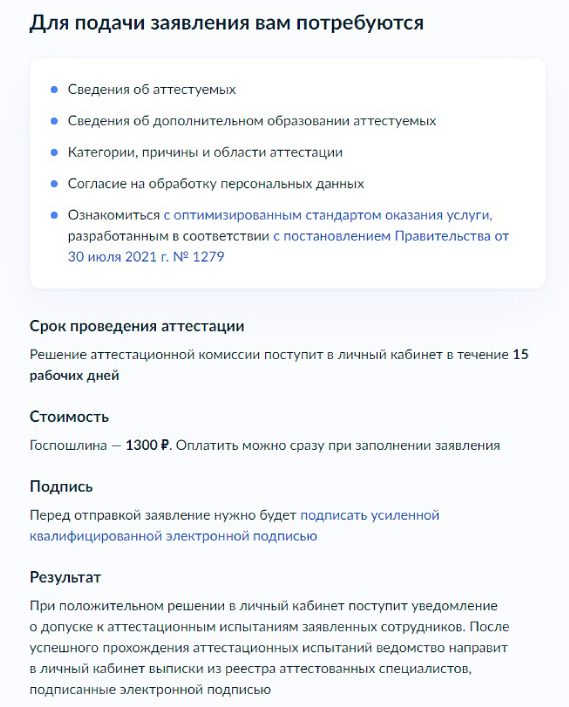 Для подачи заявления вам потребуются
Сведения об аттестуемых
Сведения об дополнительном образовании аттестуемых
Категории, причины и области аттестации
Согласие на обработку персональных данных
Ознакомиться с оптимизированным стандартом оказания услуги,
разработанным в соответствии с постановлением Правительства от
30 июля 2021 г. № 1279
Срок проведения аттестации
Решение аттестационной комиссии поступит в личный кабинет в течение 15
рабочих дней
Стоимость
Госпошлина — 1300 ₽. Оплатить можно сразу при заполнении заявления
Подпись
Перед отправкой заявление нужно будет подписать усиленной
квалифицированной электронной подписью
Результат
При положительном решении в личный кабинет поступит уведомление
о допуске к аттестационным испытаниям заявленных сотрудников. После
успешного прохождения аттестационных испытаний ведомство направит
в личный кабинет выписки из реестра аттестованных специалистов,
подписанные электронной подписью